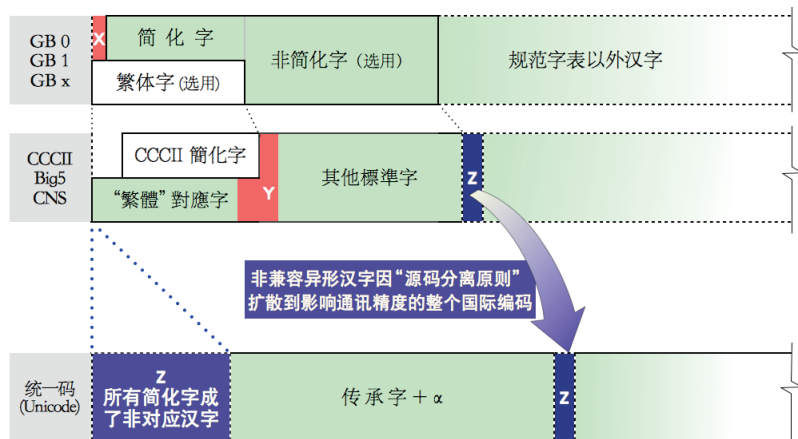 GB 0
GB 1
GB x
X
简 化 字
繁体字 (选用)
非简化字（选用）
规范字表以外汉字
CCCII
Big5
CNS
CCCII 簡化字
“繁體” 對應字
Y
其他標準字
Z
非兼容异形汉字因“源码分离原则”
扩散到影响通讯精度的整个国际编码
统一码
(Unicode)
Z
所有简化字成
了非对应汉字
传承字 + α
Z